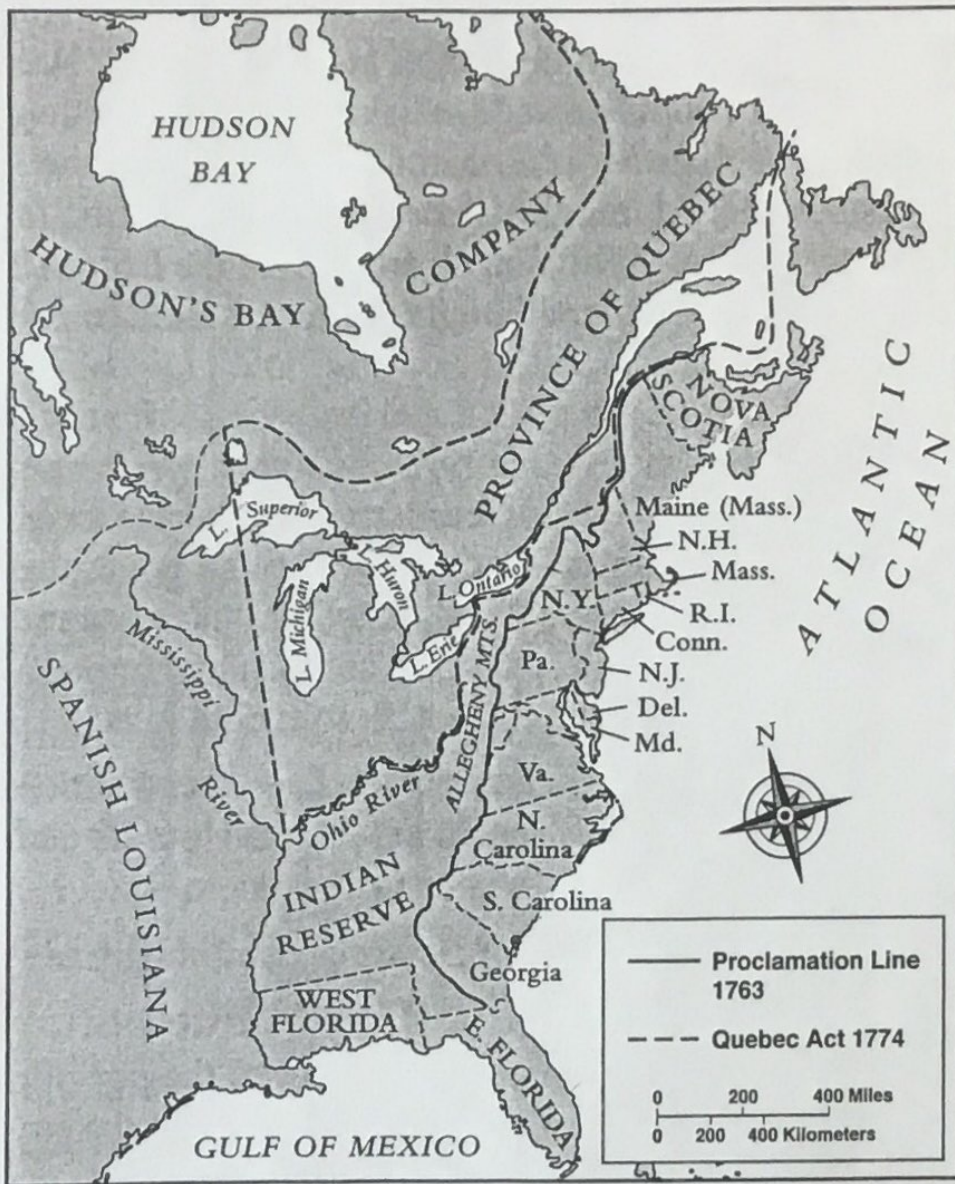 HUDSON
BAY
HUDSON'S BAY
COMPANY
PROVINCE OF QUEBEC
NOVA
SCOTIA
ATLANTIC
OCEAN
Maine (Mass.)
N.H.
Mass.
R.I.
Conn.
N.Y.
N.J.
Pa.
Del.
Md.
L. Superior
L. Michigan
L. Huron
L. Ontario
L. Erie
ALLEGHENY MTS.
Mississippi
River
Ohio River
SPANISH LOUISIANA
Va.
N.
Carolina
S. Carolina
INDIAN
RESERVE
Georgia
WEST
FLORIDA
E. FLORIDA
GULF OF MEXICO
N
Proclamation Line
1763
Quebec Act 1774
0 200 400 Miles
0 200 400 Kilometers